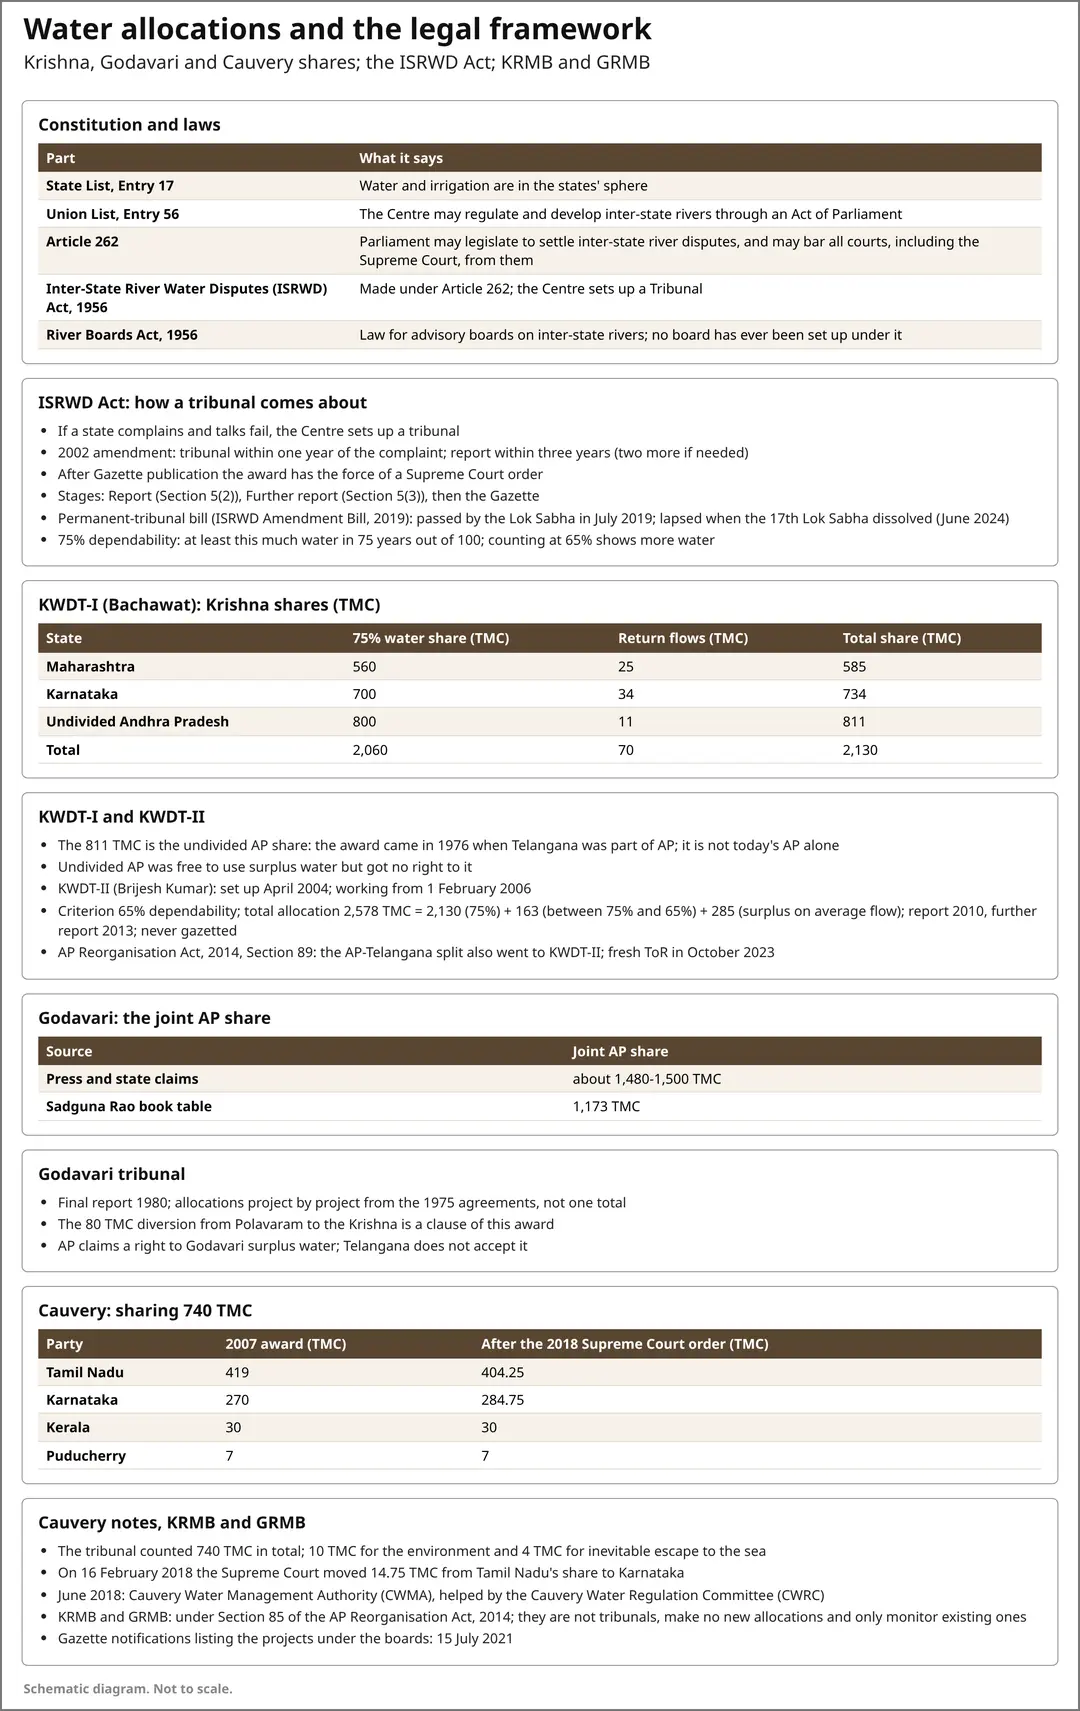 Water allocations and the legal framework
Krishna, Godavari and Cauvery shares; the ISRWD Act; KRMB and GRMB
Constitution and laws
Part What it says
State List, Entry 17 Water and irrigation are in the states' sphere
Union List, Entry 56 The Centre may regulate and develop inter-state rivers through an Act of Parliament
Article 262 Parliament may legislate to settle inter-state river disputes, and may bar all courts, including the
Supreme Court, from them
Inter-State River Water Disputes (ISRWD) Made under Article 262; the Centre sets up a Tribunal
Act, 1956
River Boards Act, 1956 Law for advisory boards on inter-state rivers; no board has ever been set up under it
ISRWD Act: how a tribunal comes about
• If a state complains and talks fail, the Centre sets up a tribunal
• 2002 amendment: tribunal within one year of the complaint; report within three years (two more if needed)
• After Gazette publication the award has the force of a Supreme Court order
• Stages: Report (Section 5(2)), Further report (Section 5(3)), then the Gazette
• Permanent-tribunal bill (ISRWD Amendment Bill, 2019): passed by the Lok Sabha in July 2019; lapsed when the 17th Lok Sabha dissolved (June 2024)
• 75% dependability: at least this much water in 75 years out of 100; counting at 65% shows more water
KWDT-I (Bachawat): Krishna shares (TMC)
State 75% water share (TMC) Return flows (TMC) Total share (TMC)
Maharashtra 560 25 585
Karnataka 700 34 734
Undivided Andhra Pradesh 800 11 811
Total 2,060 70 2,130
KWDT-I and KWDT-II
• The 811 TMC is the undivided AP share: the award came in 1976 when Telangana was part of AP; it is not today's AP alone
• Undivided AP was free to use surplus water but got no right to it
• KWDT-II (Brijesh Kumar): set up April 2004; working from 1 February 2006
• Criterion 65% dependability; total allocation 2,578 TMC = 2,130 (75%) + 163 (between 75% and 65%) + 285 (surplus on average flow); report 2010, further
report 2013; never gazetted
• AP Reorganisation Act, 2014, Section 89: the AP-Telangana split also went to KWDT-II; fresh ToR in October 2023
Godavari: the joint AP share
Source Joint AP share
Press and state claims about 1,480-1,500 TMC
Sadguna Rao book table 1,173 TMC
Godavari tribunal
• Final report 1980; allocations project by project from the 1975 agreements, not one total
• The 80 TMC diversion from Polavaram to the Krishna is a clause of this award
• AP claims a right to Godavari surplus water; Telangana does not accept it
Cauvery: sharing 740 TMC
Party 2007 award (TMC) After the 2018 Supreme Court order (TMC)
Tamil Nadu 419 404.25
Karnataka 270 284.75
Kerala 30 30
Puducherry 7 7
Cauvery notes, KRMB and GRMB
• The tribunal counted 740 TMC in total; 10 TMC for the environment and 4 TMC for inevitable escape to the sea
• On 16 February 2018 the Supreme Court moved 14.75 TMC from Tamil Nadu's share to Karnataka
• June 2018: Cauvery Water Management Authority (CWMA), helped by the Cauvery Water Regulation Committee (CWRC)
• KRMB and GRMB: under Section 85 of the AP Reorganisation Act, 2014; they are not tribunals, make no new allocations and only monitor existing ones
• Gazette notifications listing the projects under the boards: 15 July 2021
Schematic diagram. Not to scale.